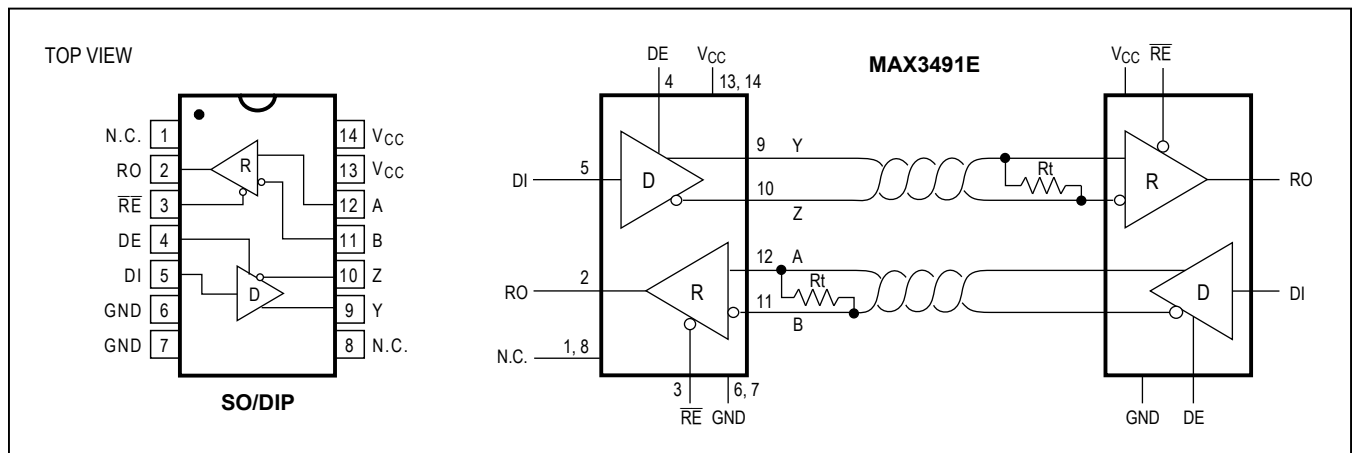 TOP VIEW
N.C. 1
RO 2
RE 3
DE 4
DI 5
GND 6
GND 7
14 VCC
13 VCC
12 A
11 B
10 Z
9 Y
8 N.C.
R
D
SO/DIP
MAX3491E
DE
4
VCC
13, 14
DI
5
D
9 Y
10
Z
Rt
VCC
RE
R
RO
RO
2
R
12 A
11
B
Rt
D
DI
N.C.
1, 8
3
RE
6, 7
GND
GND
DE